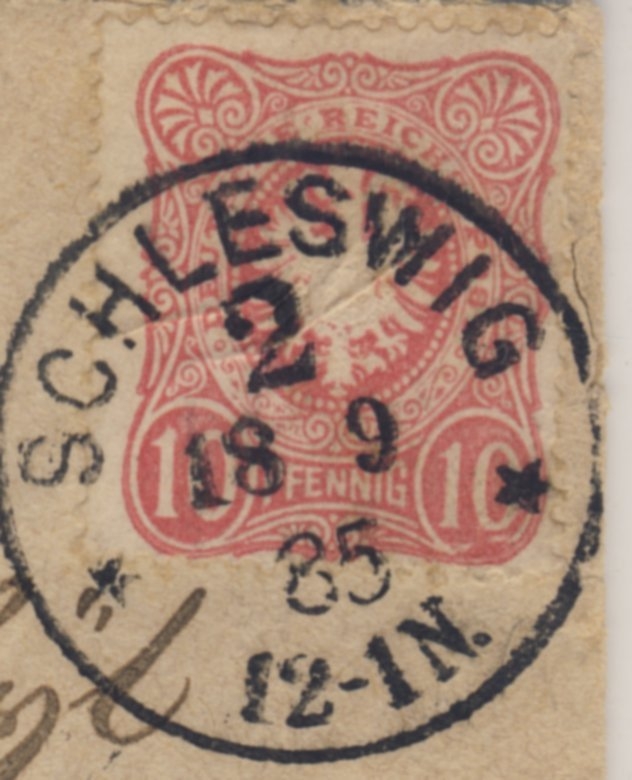 REICH
SCHLESWIG
2
18 9
10 PFENNIG 10
85
12-1N.